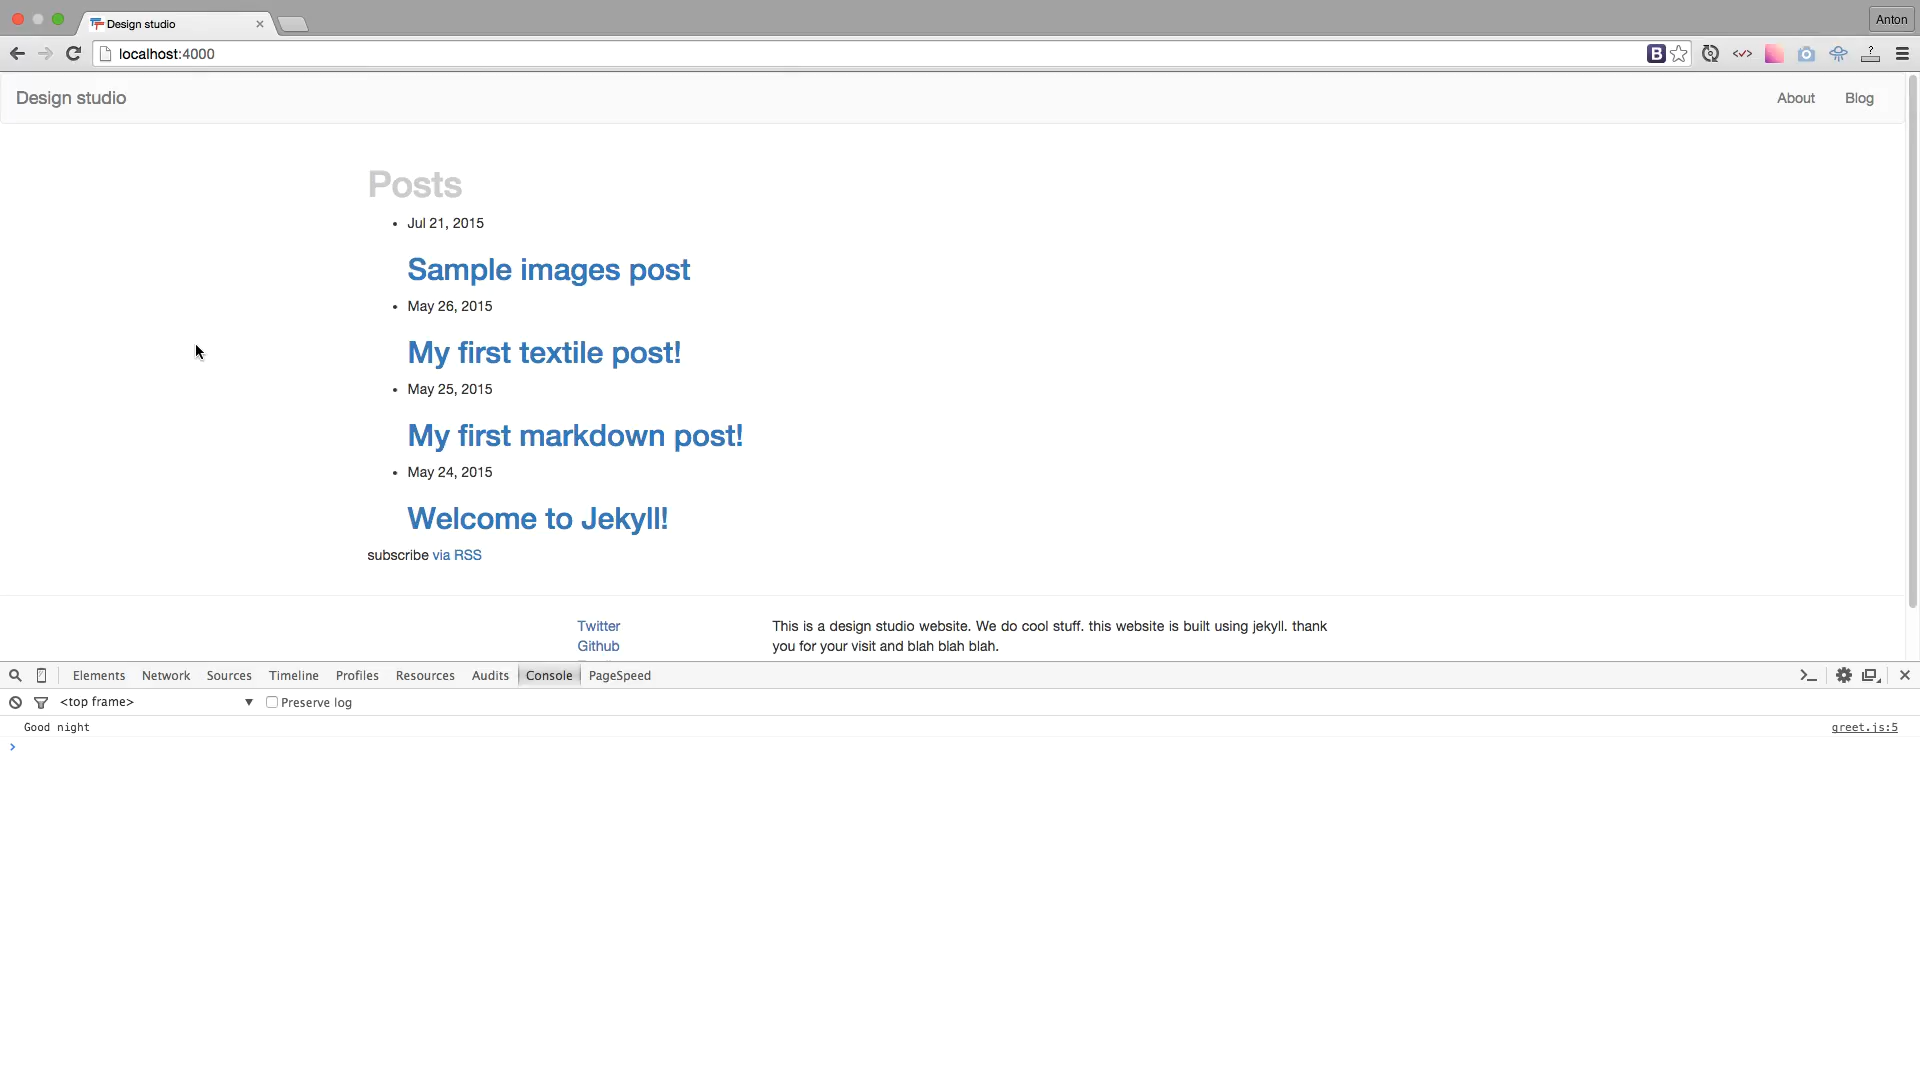 Design studio
Anton
localhost:4000
Design studio
About
Blog
Posts
Jul 21, 2015
Sample images post
May 26, 2015
My first textile post!
May 25, 2015
My first markdown post!
May 24, 2015
Welcome to Jekyll!
subscribe via RSS
Twitter
Github
This is a design studio website. We do cool stuff. this website is built using jekyll. thank
you for your visit and blah blah blah.
Elements Network Sources Timeline Profiles Resources Audits Console PageSpeed
<top frame> Preserve log
Good night
greet.js:5